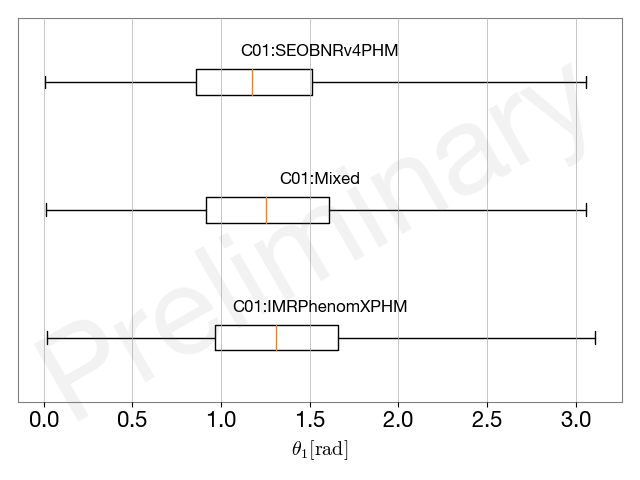 C01:SEOBNRv4PHM
C01:Mixed
C01:IMRPhenomXPHM
Preliminary
0.0 0.5 1.0 1.5 2.0 2.5 3.0
θ₁[rad]